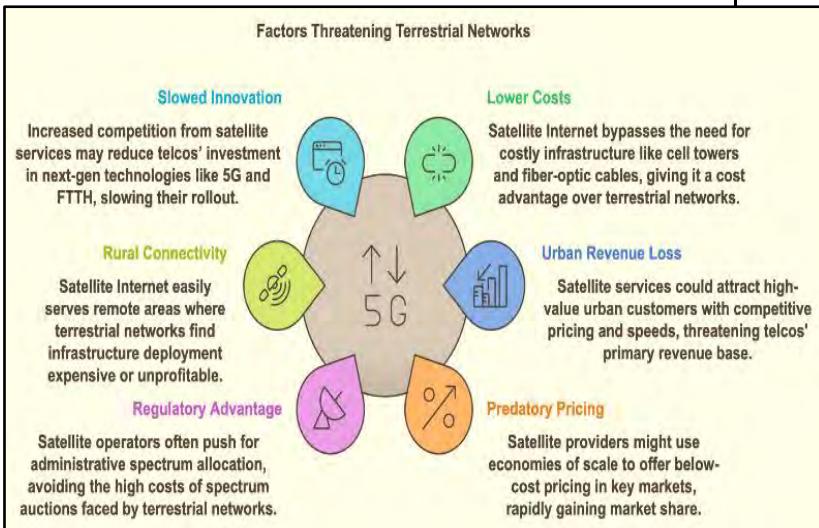 Factors Threatening Terrestrial Networks
Slowed Innovation
Increased competition from satellite
services may reduce telcos' investment
in next-gen technologies like 5G and
FTTH, slowing their rollout.
Lower Costs
Satellite Internet bypasses the need for
costly infrastructure like cell towers
and fiber-optic cables, giving it a cost
advantage over terrestrial networks.
Rural Connectivity
Satellite Internet easily
serves remote areas where
terrestrial networks find
infrastructure deployment
expensive or unprofitable.
5G
Urban Revenue Loss
Satellite services could attract high-
value urban customers with competitive
pricing and speeds, threatening telcos'
primary revenue base.
Regulatory Advantage
Satellite operators often push for
administrative spectrum allocation,
avoiding the high costs of spectrum
auctions faced by terrestrial networks.
Predatory Pricing
Satellite providers might use
economies of scale to offer below-
cost pricing in key markets,
rapidly gaining market share.